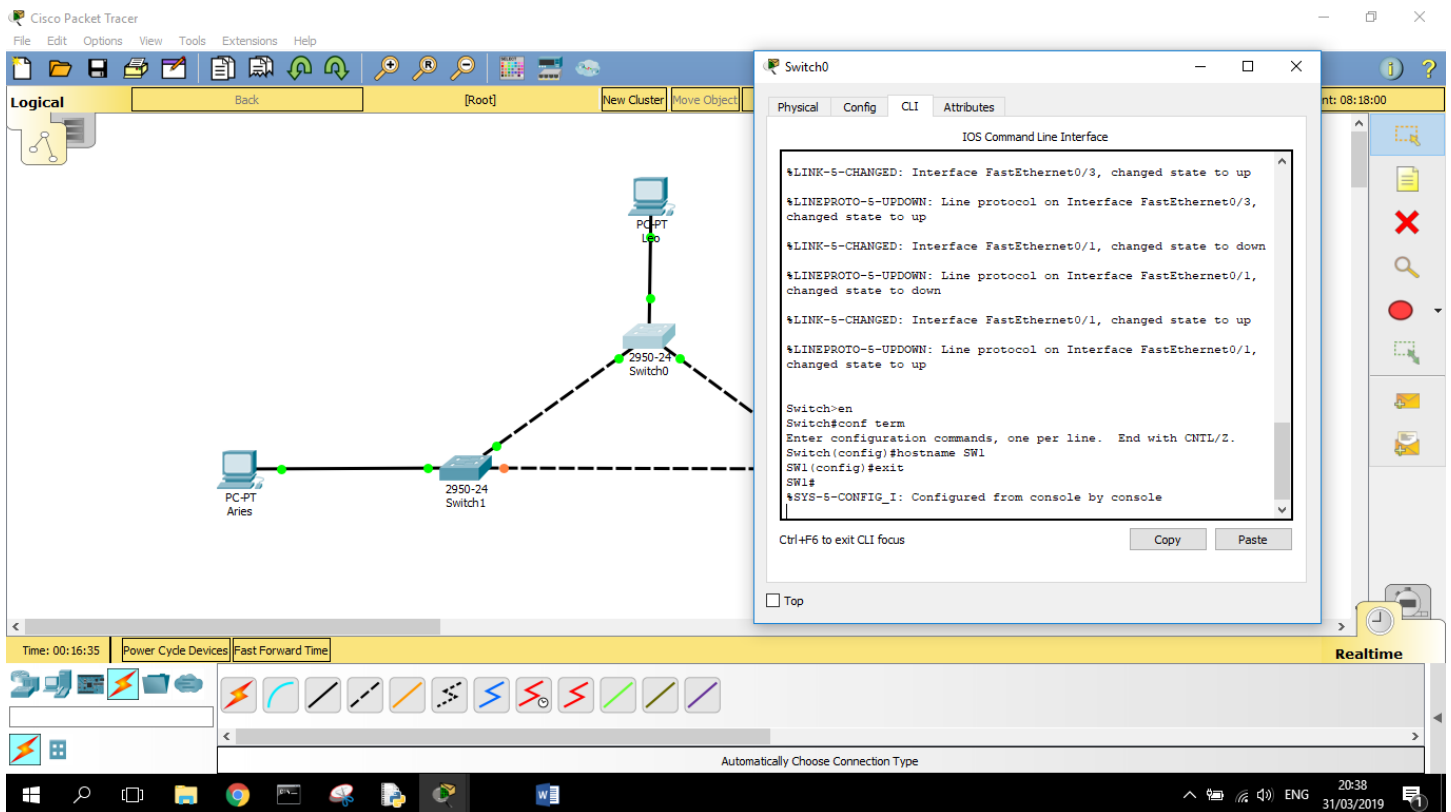 Cisco Packet Tracer
File Edit Options View Tools Extensions Help
Logical
Back
[Root]
New Cluster
Move Object
nt: 08:18:00
PC-PT
Leo
2950-24
Switch0
PC-PT
Aries
2950-24
Switch1
Switch0
Physical Config CLI Attributes
IOS Command Line Interface
%LINK-5-CHANGED: Interface FastEthernet0/3, changed state to up
%LINEPROTO-5-UPDOWN: Line protocol on Interface FastEthernet0/3,
changed state to up
%LINK-5-CHANGED: Interface FastEthernet0/1, changed state to down
%LINEPROTO-5-UPDOWN: Line protocol on Interface FastEthernet0/1,
changed state to down
%LINK-5-CHANGED: Interface FastEthernet0/1, changed state to up
%LINEPROTO-5-UPDOWN: Line protocol on Interface FastEthernet0/1,
changed state to up
Switch>en
Switch#conf term
Enter configuration commands, one per line. End with CNTL/Z.
Switch(config)#hostname SW1
SW1(config)#exit
SW1#
%SYS-5-CONFIG_I: Configured from console by console
Ctrl+F6 to exit CLI focus
Copy
Paste
Top
Time: 00:16:35
Power Cycle Devices
Fast Forward Time
Realtime
Automatically Choose Connection Type
ENG
20:38
31/03/2019